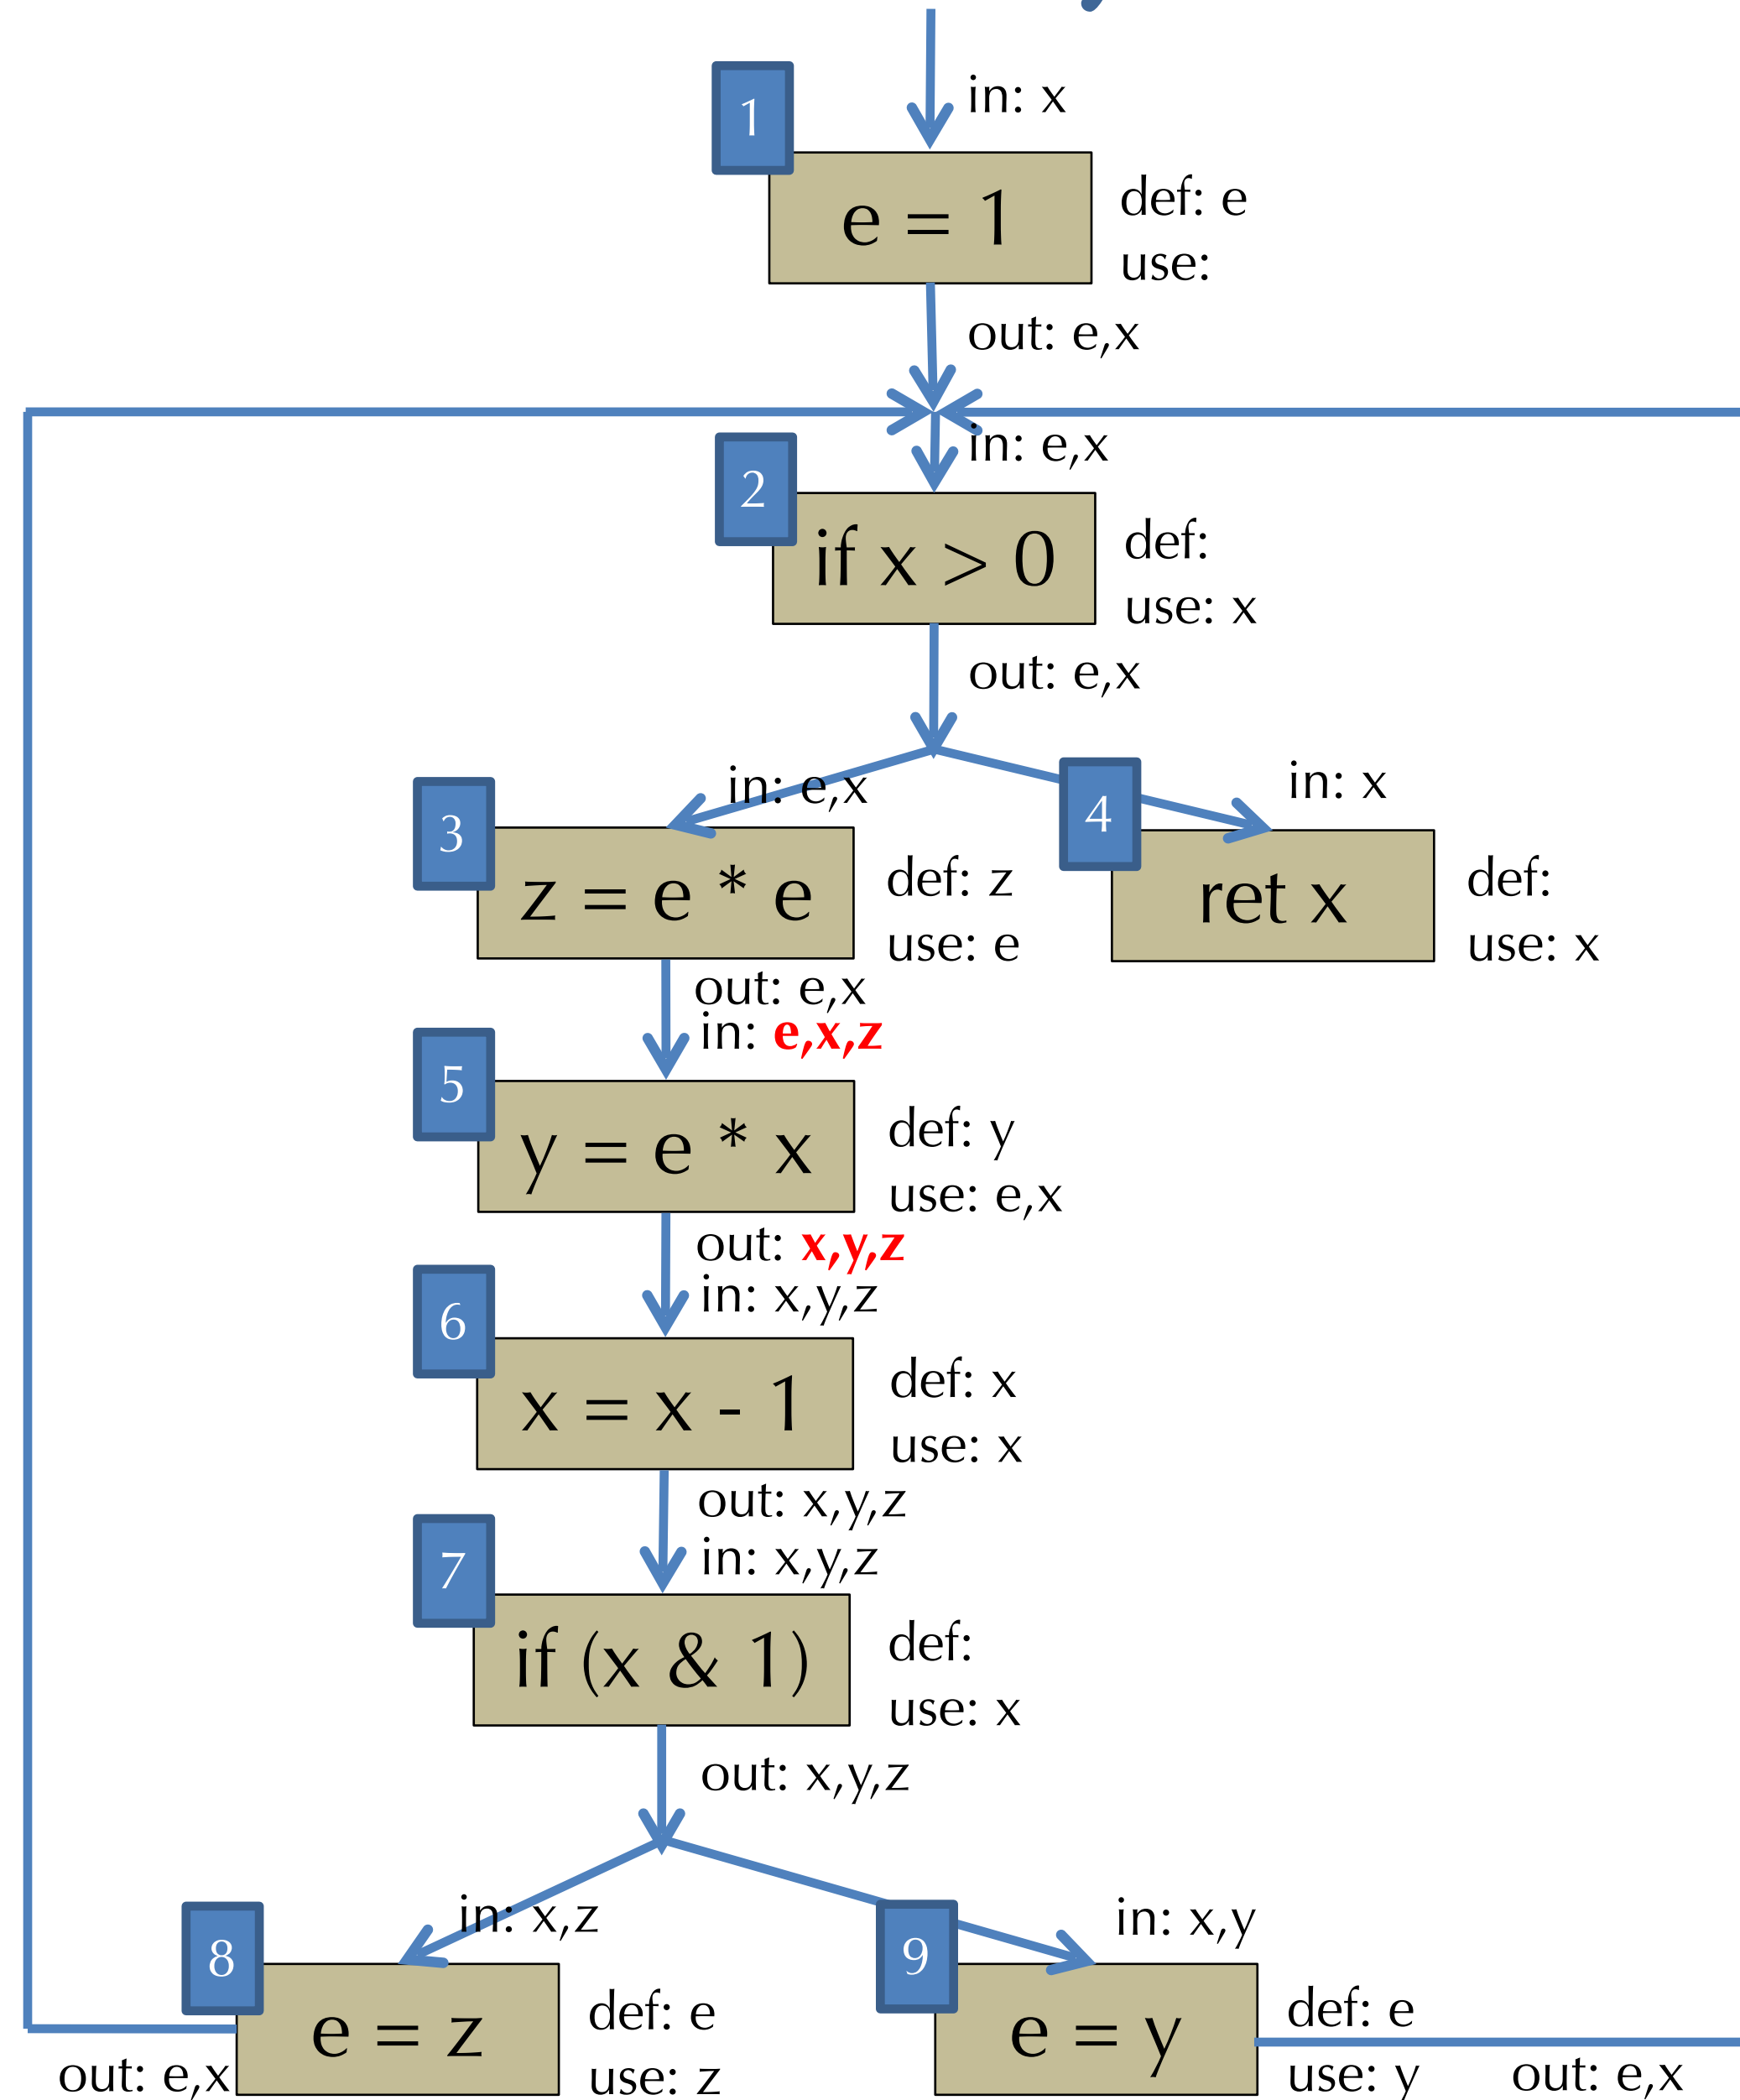 in: x
1
e = 1
def: e
use:
out: e,x
in: e,x
2
if x > 0
def:
use: x
out: e,x
in: e,x
3
z = e * e
def: z
use: e
in: x
4
ret x
def:
use: x
out: e,x
in: e,x,z
5
y = e * x
def: y
use: e,x
out: x,y,z
in: x,y,z
6
x = x - 1
def: x
use: x
out: x,y,z
in: x,y,z
7
if (x & 1)
def:
use: x
out: x,y,z
in: x,z
8
e = z
def: e
use: z
out: e,x
in: x,y
9
e = y
def: e
use: y
out: e,x